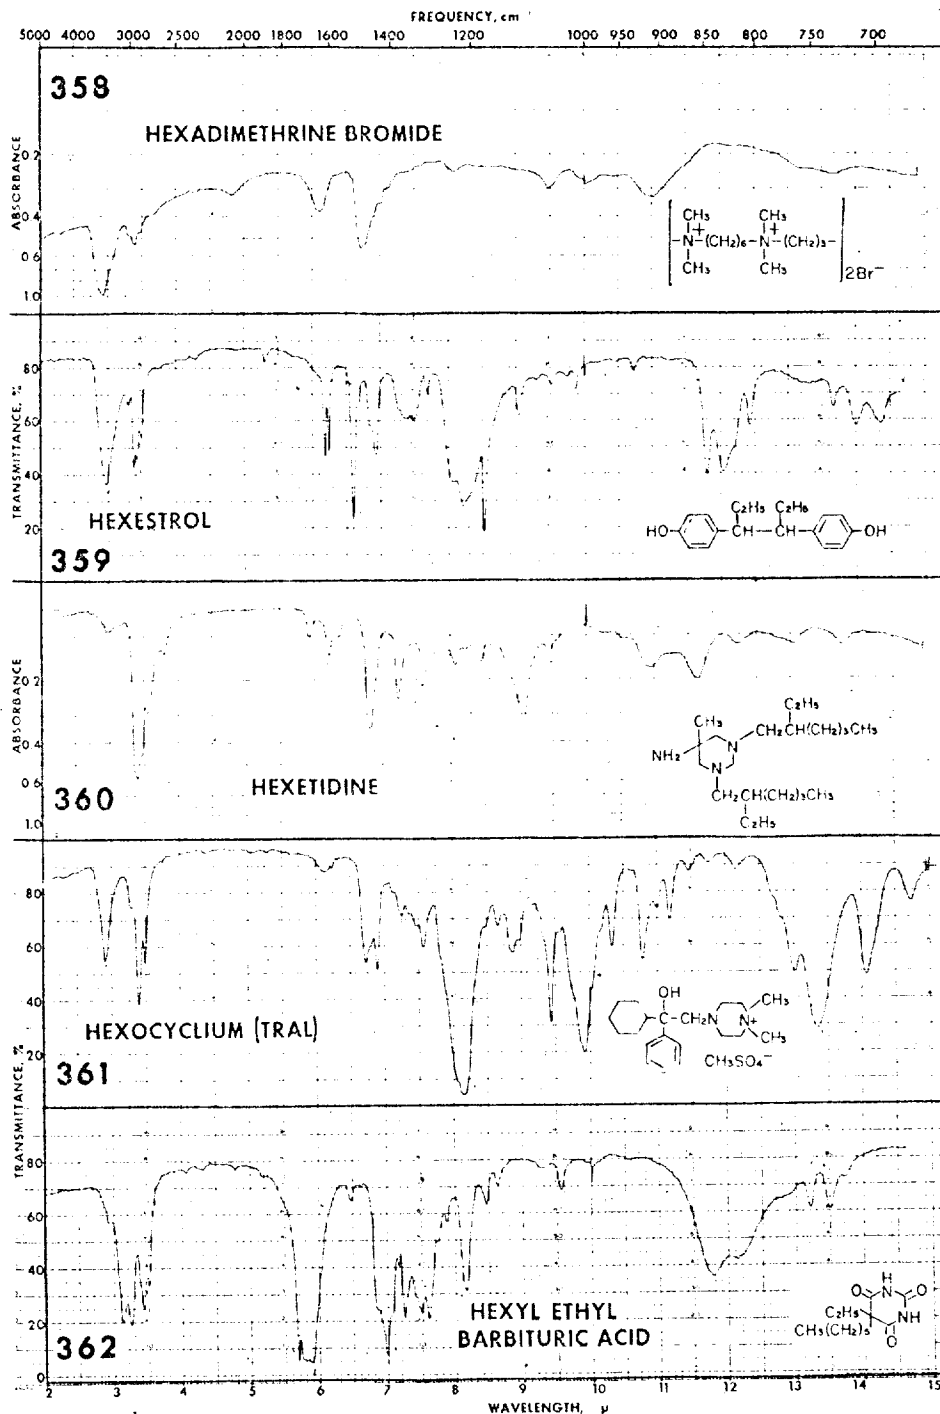 FREQUENCY, cm⁻¹
5000 4000 3000 2500 2000 1800 1600 1400 1200 1000 950 900 850 800 750 700
358
HEXADIMETHRINE BROMIDE
ABSORBANCE
0.2
0.4
0.6
1.0
CH₃ CH₃
-N-(CH₂)₆-N-(CH₂)₃-
+ +
CH₃ CH₃
2Br⁻
TRANSMITTANCE, %
80
60
40
20
HEXESTROL
359
C₂H₅ C₂H₅
HO CH CH OH
ABSORBANCE
0.2
0.4
0.6
1.0
360
HEXETIDINE
C₂H₅
CH₃ CH₂CH(CH₂)₃CH₃
NH₂ N
N
CH₂CH(CH₂)₃CH₃
C₂H₅
TRANSMITTANCE, %
80
60
40
20
HEXOCYCLIUM (TRAL)
361
OH CH₃
C-CH₂N N+
CH₃
CH₃SO₄⁻
80
60
40
20
0
362
HEXYL ETHYL
BARBITURIC ACID
H
O N O
C₂H₅ NH
CH₃(CH₂)₅
O
2 3 4 5 6 7 8 9 10 11 12 13 14 15
WAVELENGTH, μ